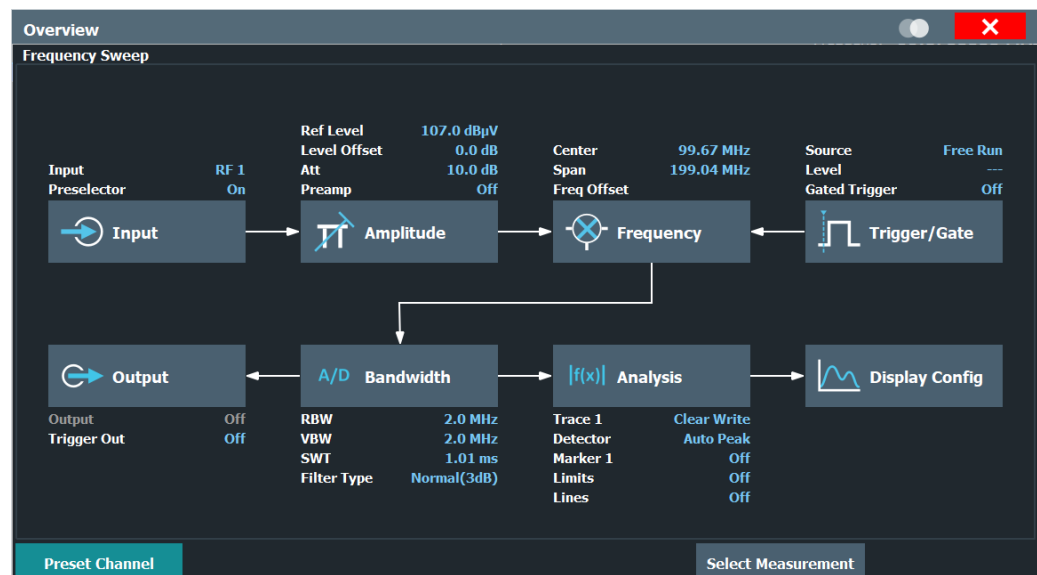 Overview
Frequency Sweep
Input RF 1
Preselector On
Input
Ref Level 107.0 dBµV
Level Offset 0.0 dB
Att 10.0 dB
Preamp Off
Amplitude
Center 99.67 MHz
Span 199.04 MHz
Freq Offset
Frequency
Source Free Run
Level ---
Gated Trigger Off
Trigger/Gate
Output
Output Off
Trigger Out Off
A/D Bandwidth
RBW 2.0 MHz
VBW 2.0 MHz
SWT 1.01 ms
Filter Type Normal(3dB)
|f(x)| Analysis
Trace 1 Clear Write
Detector Auto Peak
Marker 1 Off
Limits Off
Lines Off
Display Config
Preset Channel
Select Measurement